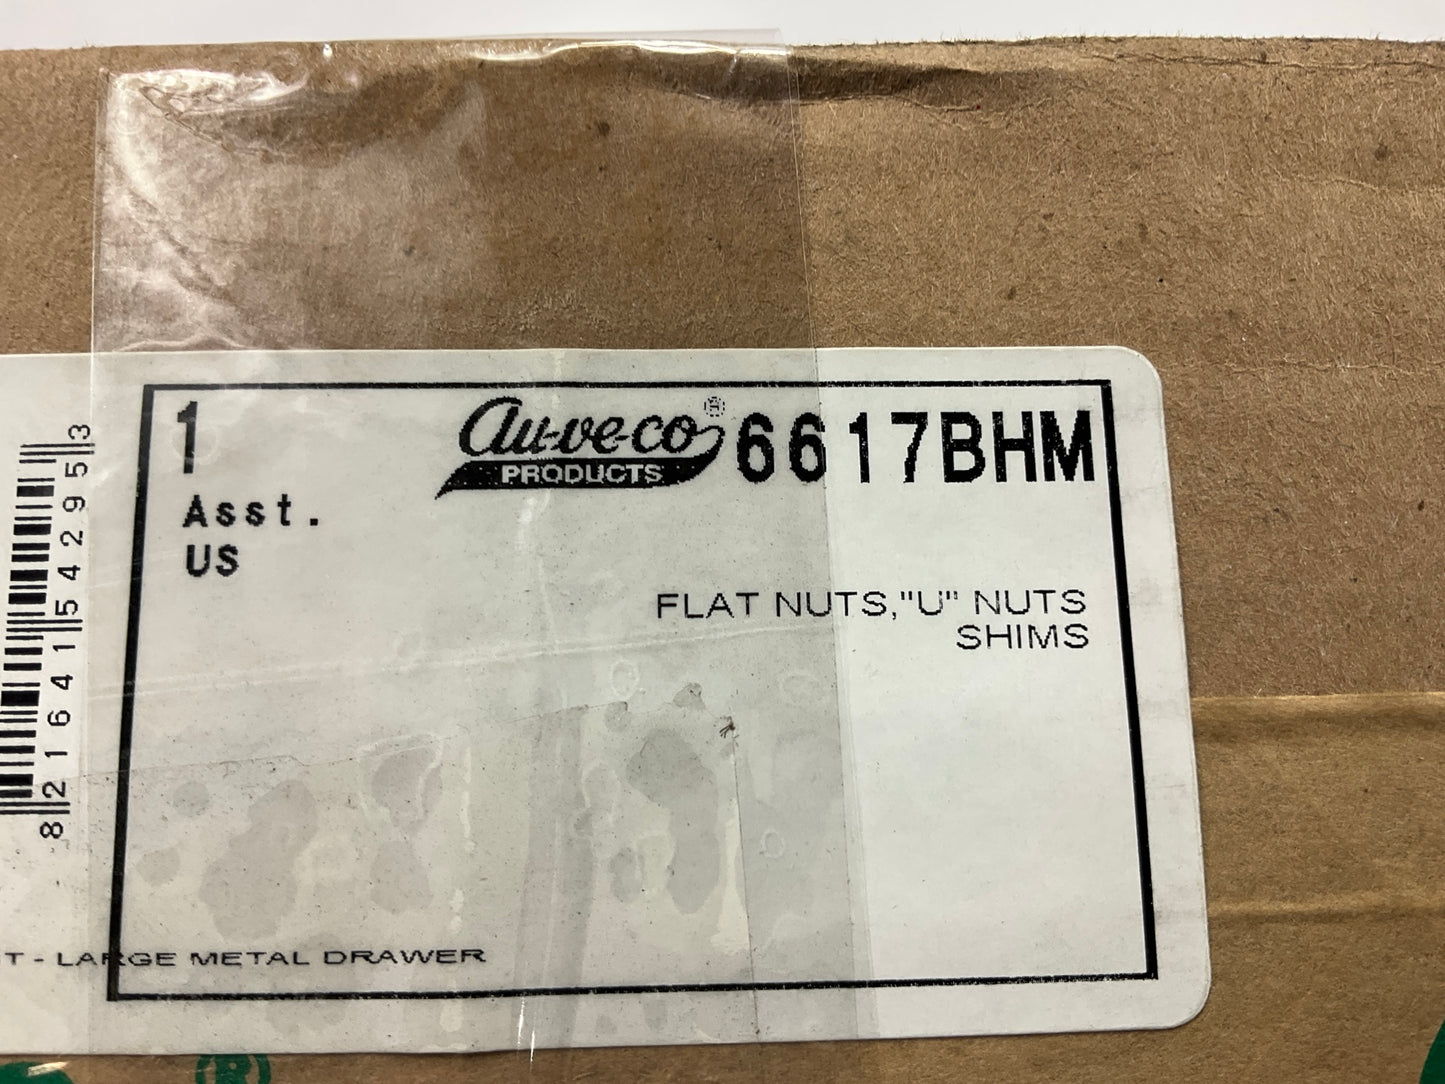 1
au-ve-co®
PRODUCTS
6617BHM
Asst.
US
FLAT NUTS,"U" NUTS
SHIMS
T - LARGE METAL DRAWER
8 21641 54295 3
®